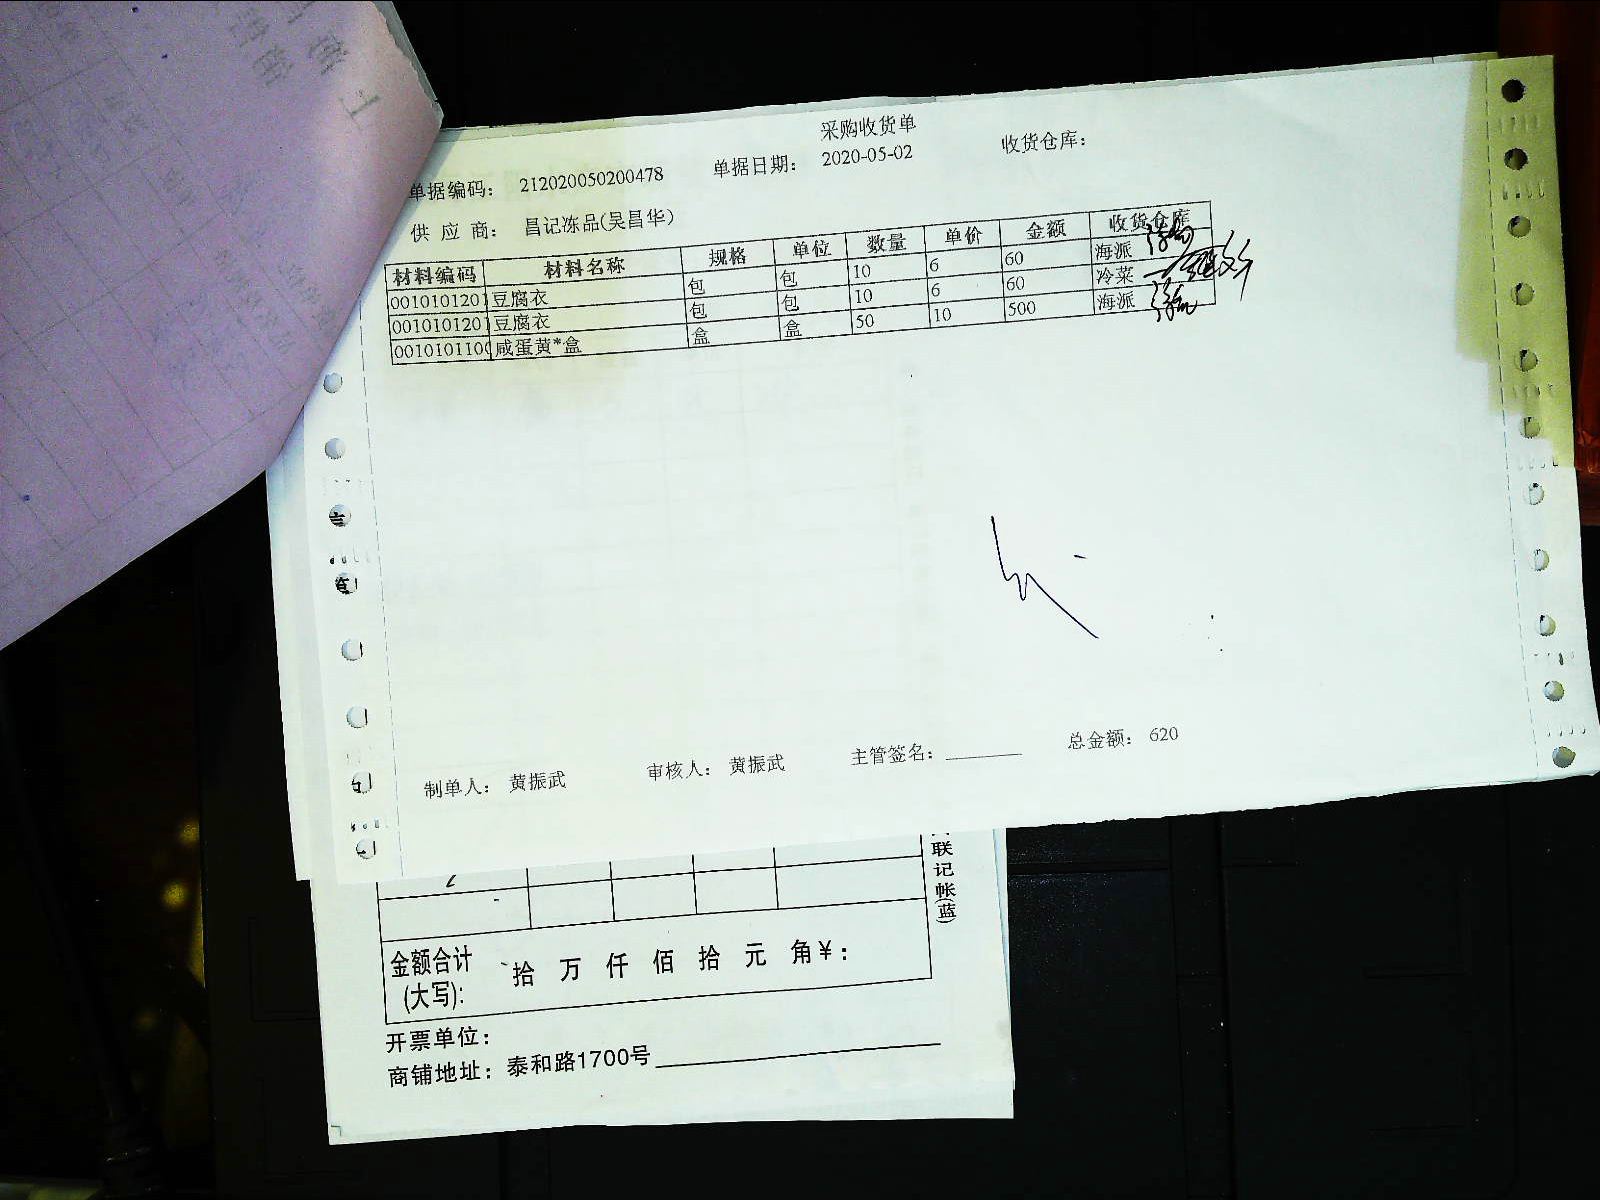 采购收货单
单据编码： 212020050200478 单据日期： 2020-05-02 收货仓库：
供 应 商： 昌记冻品(吴昌华)
材料编码 材料名称 规格 单位 数量 单价 金额 收货仓库
001010120 豆腐衣 包 包 10 6 60 海派
001010120 豆腐衣 包 包 10 6 60 冷菜
001010110 咸蛋黄*盒 盒 盒 50 10 500 海派
制单人： 黄振武 审核人： 黄振武 主管签名： 总金额： 620
联记帐(蓝)
金额合计 拾 万 仟 佰 拾 元 角¥：
(大写):
开票单位：
商铺地址：泰和路1700号